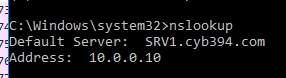 C:\Windows\system32>nslookup
Default Server:  SRV1.cyb394.com
Address:  10.0.0.10